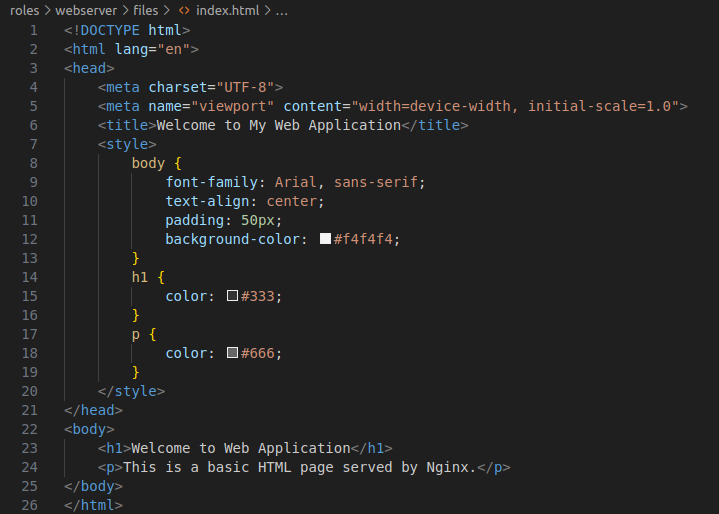 roles > webserver > files > <> index.html > ...
1 <!DOCTYPE html>
2 <html lang="en">
3 <head>
4     <meta charset="UTF-8">
5     <meta name="viewport" content="width=device-width, initial-scale=1.0">
6     <title>Welcome to My Web Application</title>
7     <style>
8         body {
9             font-family: Arial, sans-serif;
10             text-align: center;
11             padding: 50px;
12             background-color: #f4f4f4;
13         }
14         h1 {
15             color: #333;
16         }
17         p {
18             color: #666;
19         }
20     </style>
21 </head>
22 <body>
23     <h1>Welcome to Web Application</h1>
24     <p>This is a basic HTML page served by Nginx.</p>
25 </body>
26 </html>